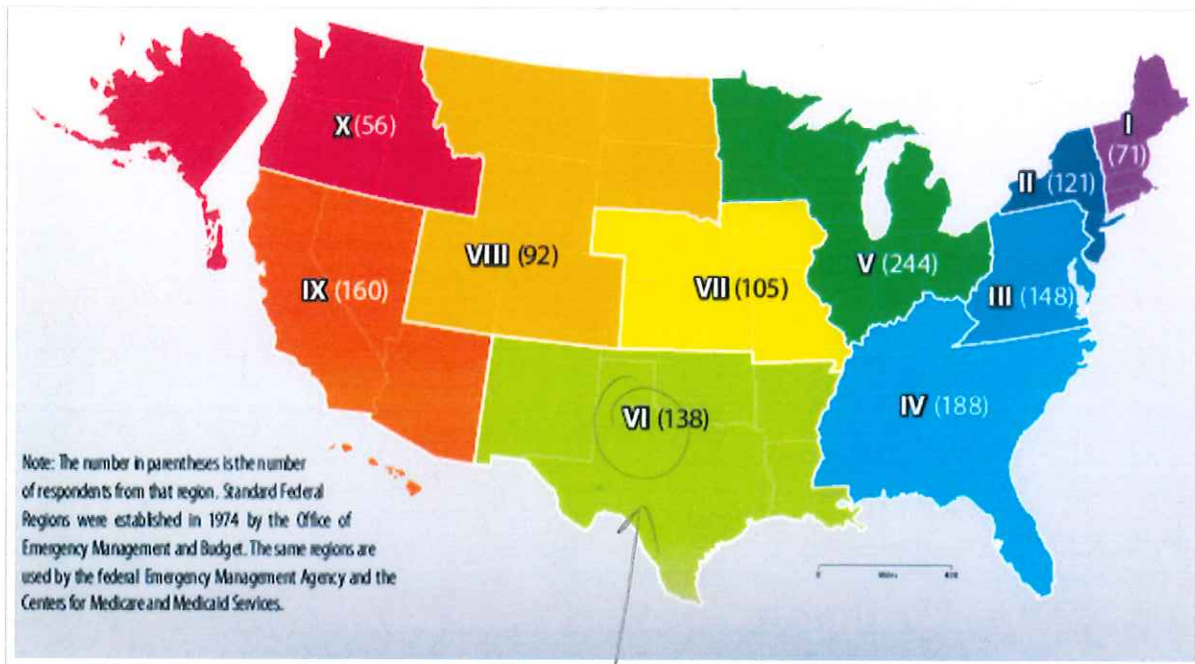 X (56)
I
(71)
II (121)
VIII (92)
IX (160)
VII (105)
V (244)
III (148)
VI (138)
IV (188)
Note: The number in parentheses is the number
of respondents from that region. Standard Federal
Regions were established in 1974 by the Office of
Emergency Management and Budget. The same regions are
used by the federal Emergency Management Agency and the
Centers for Medicare and Medicaid Services.
0